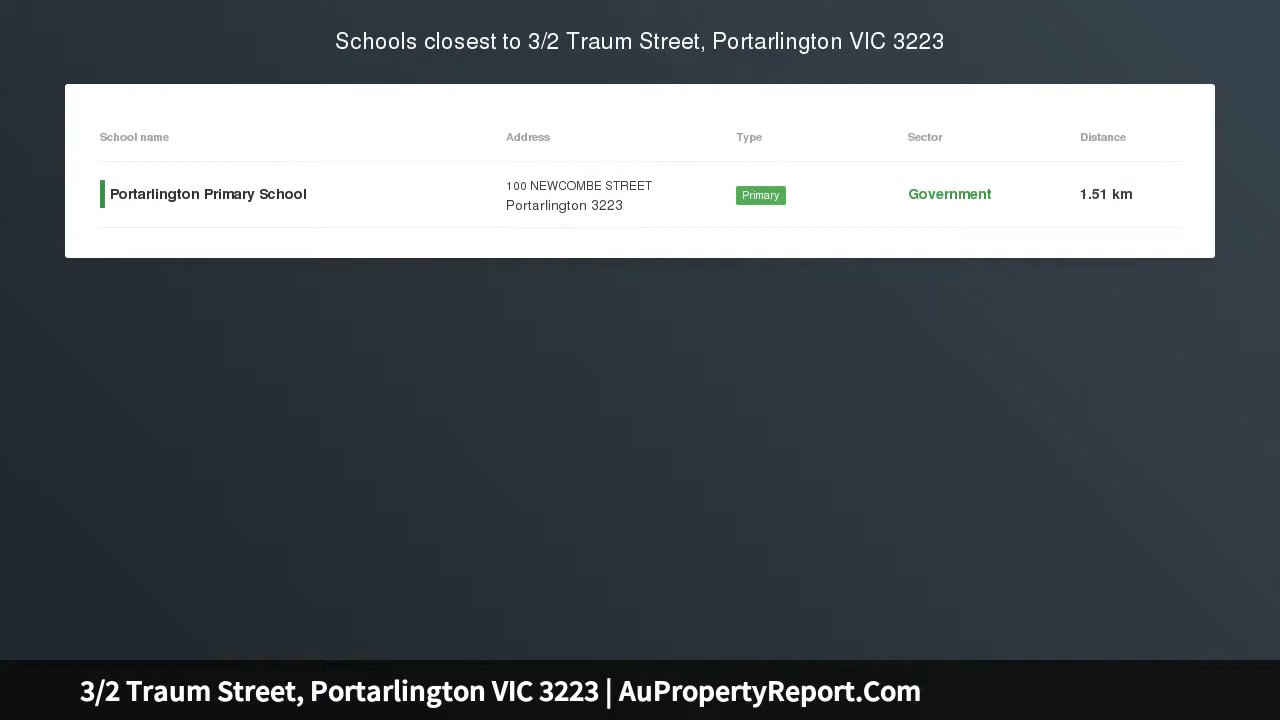 Schools closest to 3/2 Traum Street, Portarlington VIC 3223
School name Address Type Sector Distance
Portarlington Primary School 100 NEWCOMBE STREET Primary Government 1.51 km
Portarlington 3223
3/2 Traum Street, Portarlington VIC 3223 | AuPropertyReport.Com